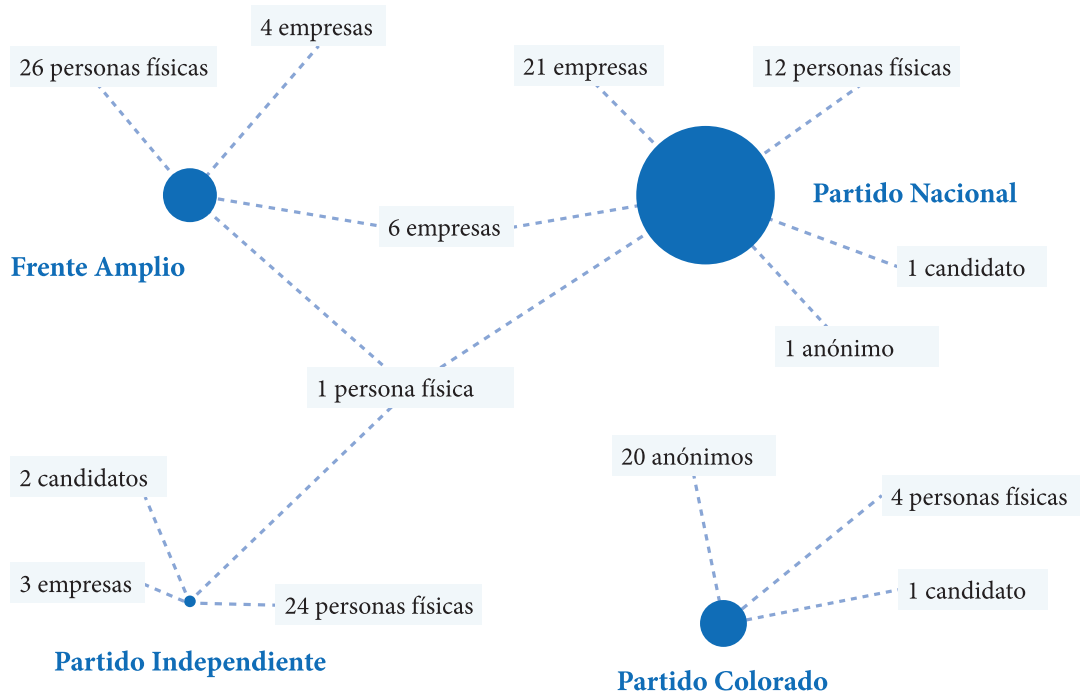 4 empresas
26 personas físicas
21 empresas
12 personas físicas
Partido Nacional
6 empresas
Frente Amplio
1 candidato
1 anónimo
1 persona física
20 anónimos
2 candidatos
4 personas físicas
3 empresas
24 personas físicas
1 candidato
Partido Independiente
Partido Colorado